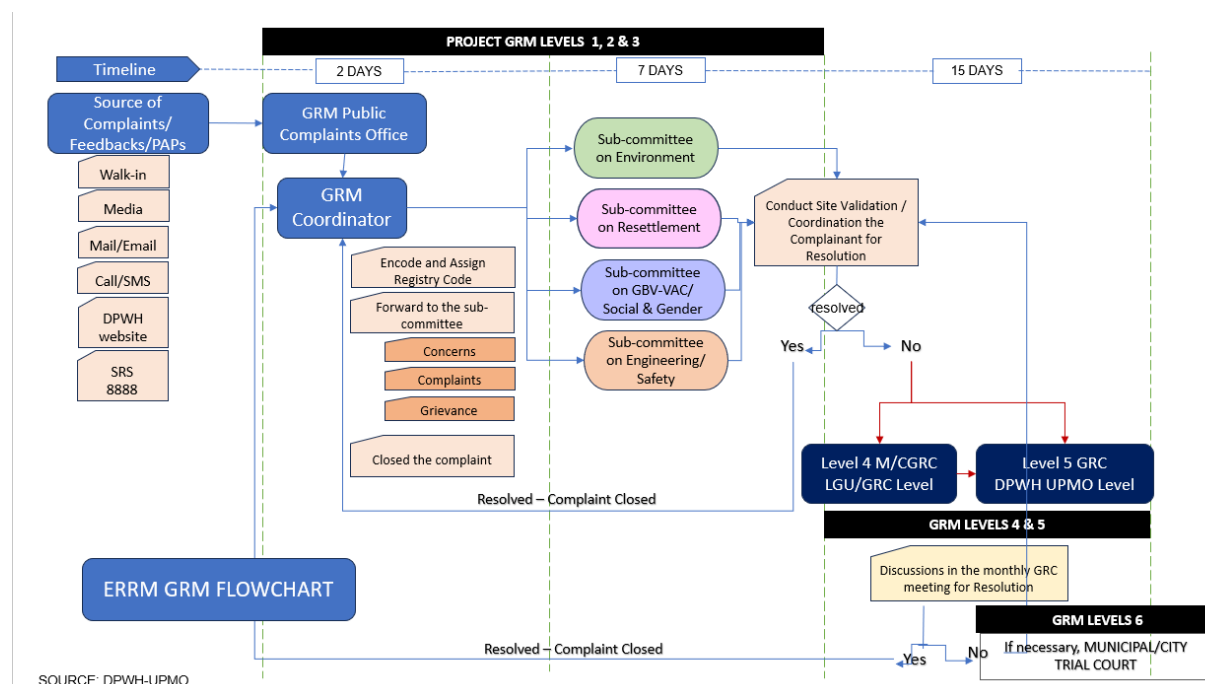 PROJECT GRM LEVELS 1, 2 & 3
Timeline
2 DAYS
7 DAYS
15 DAYS
Source of
Complaints/
Feedbacks/PAPs
GRM Public
Complaints Office
Walk-in
Media
Mail/Email
Call/SMS
DPWH
website
SRS
8888
GRM
Coordinator
Encode and Assign
Registry Code
Forward to the sub-
committee
Concerns
Complaints
Grievance
Closed the complaint
Sub-committee
on Environment
Sub-committee
on Resettlement
Sub-committee
on GBV-VAC/
Social & Gender
Sub-committee
on Engineering/
Safety
Conduct Site Validation /
Coordination the
Complainant for
Resolution
resolved
Yes
No
Level 4 M/CGRC
LGU/GRC Level
Level 5 GRC
DPWH UPMO Level
Resolved – Complaint Closed
GRM LEVELS 4 & 5
Discussions in the monthly GRC
meeting for Resolution
ERRM GRM FLOWCHART
GRM LEVELS 6
If necessary, MUNICIPAL/CITY
TRIAL COURT
Resolved – Complaint Closed
Yes
No
SOURCE: DPWH-UPMO